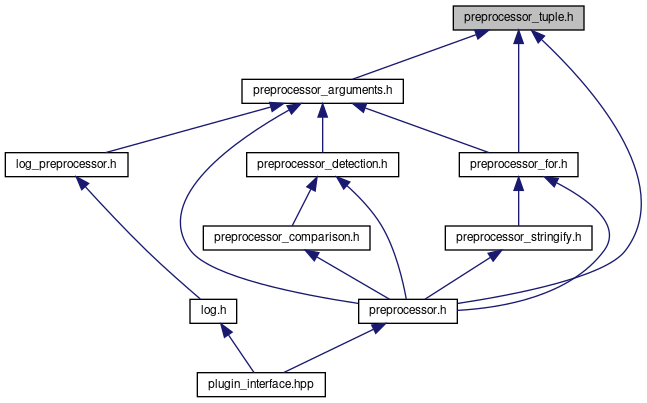 preprocessor_tuple.h
preprocessor_arguments.h
log_preprocessor.h
preprocessor_detection.h
preprocessor_for.h
preprocessor_comparison.h
preprocessor_stringify.h
log.h
preprocessor.h
plugin_interface.hpp